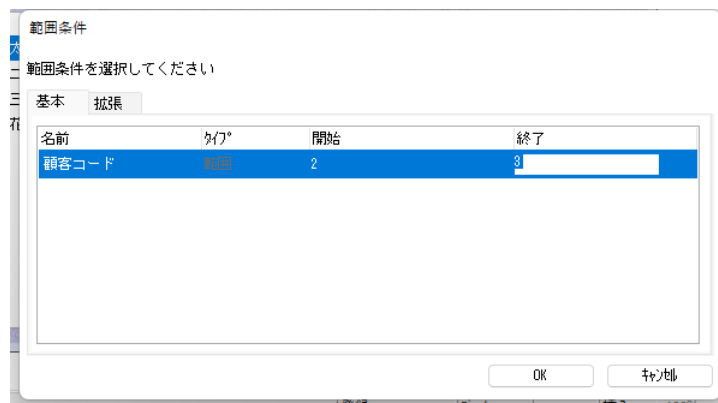 範囲条件
範囲条件を選択してください
基本 拡張
名前 ﾀｲﾌﾟ 開始 終了
顧客コード 範囲 2 3
OK ｷｬﾝｾﾙ